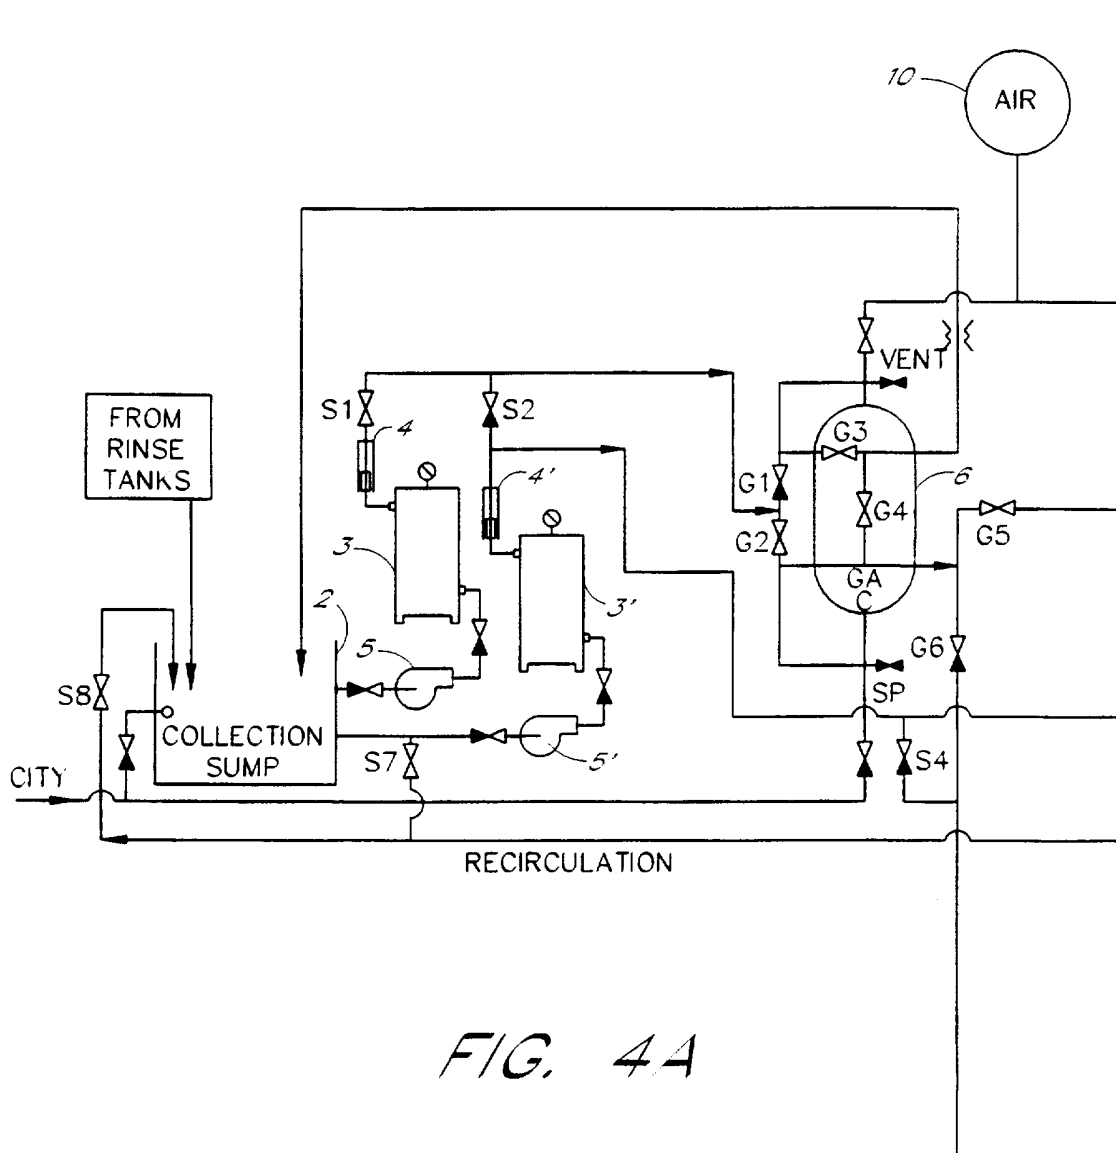 10
AIR
VENT
S1
4
S2
FROM
RINSE
TANKS
4'
G3
G1
6
G4
G2
G5
3
GA
C
3'
2
G6
5
S8
SP
COLLECTION
SUMP
S7
5'
S4
CITY
RECIRCULATION
FIG. 4A